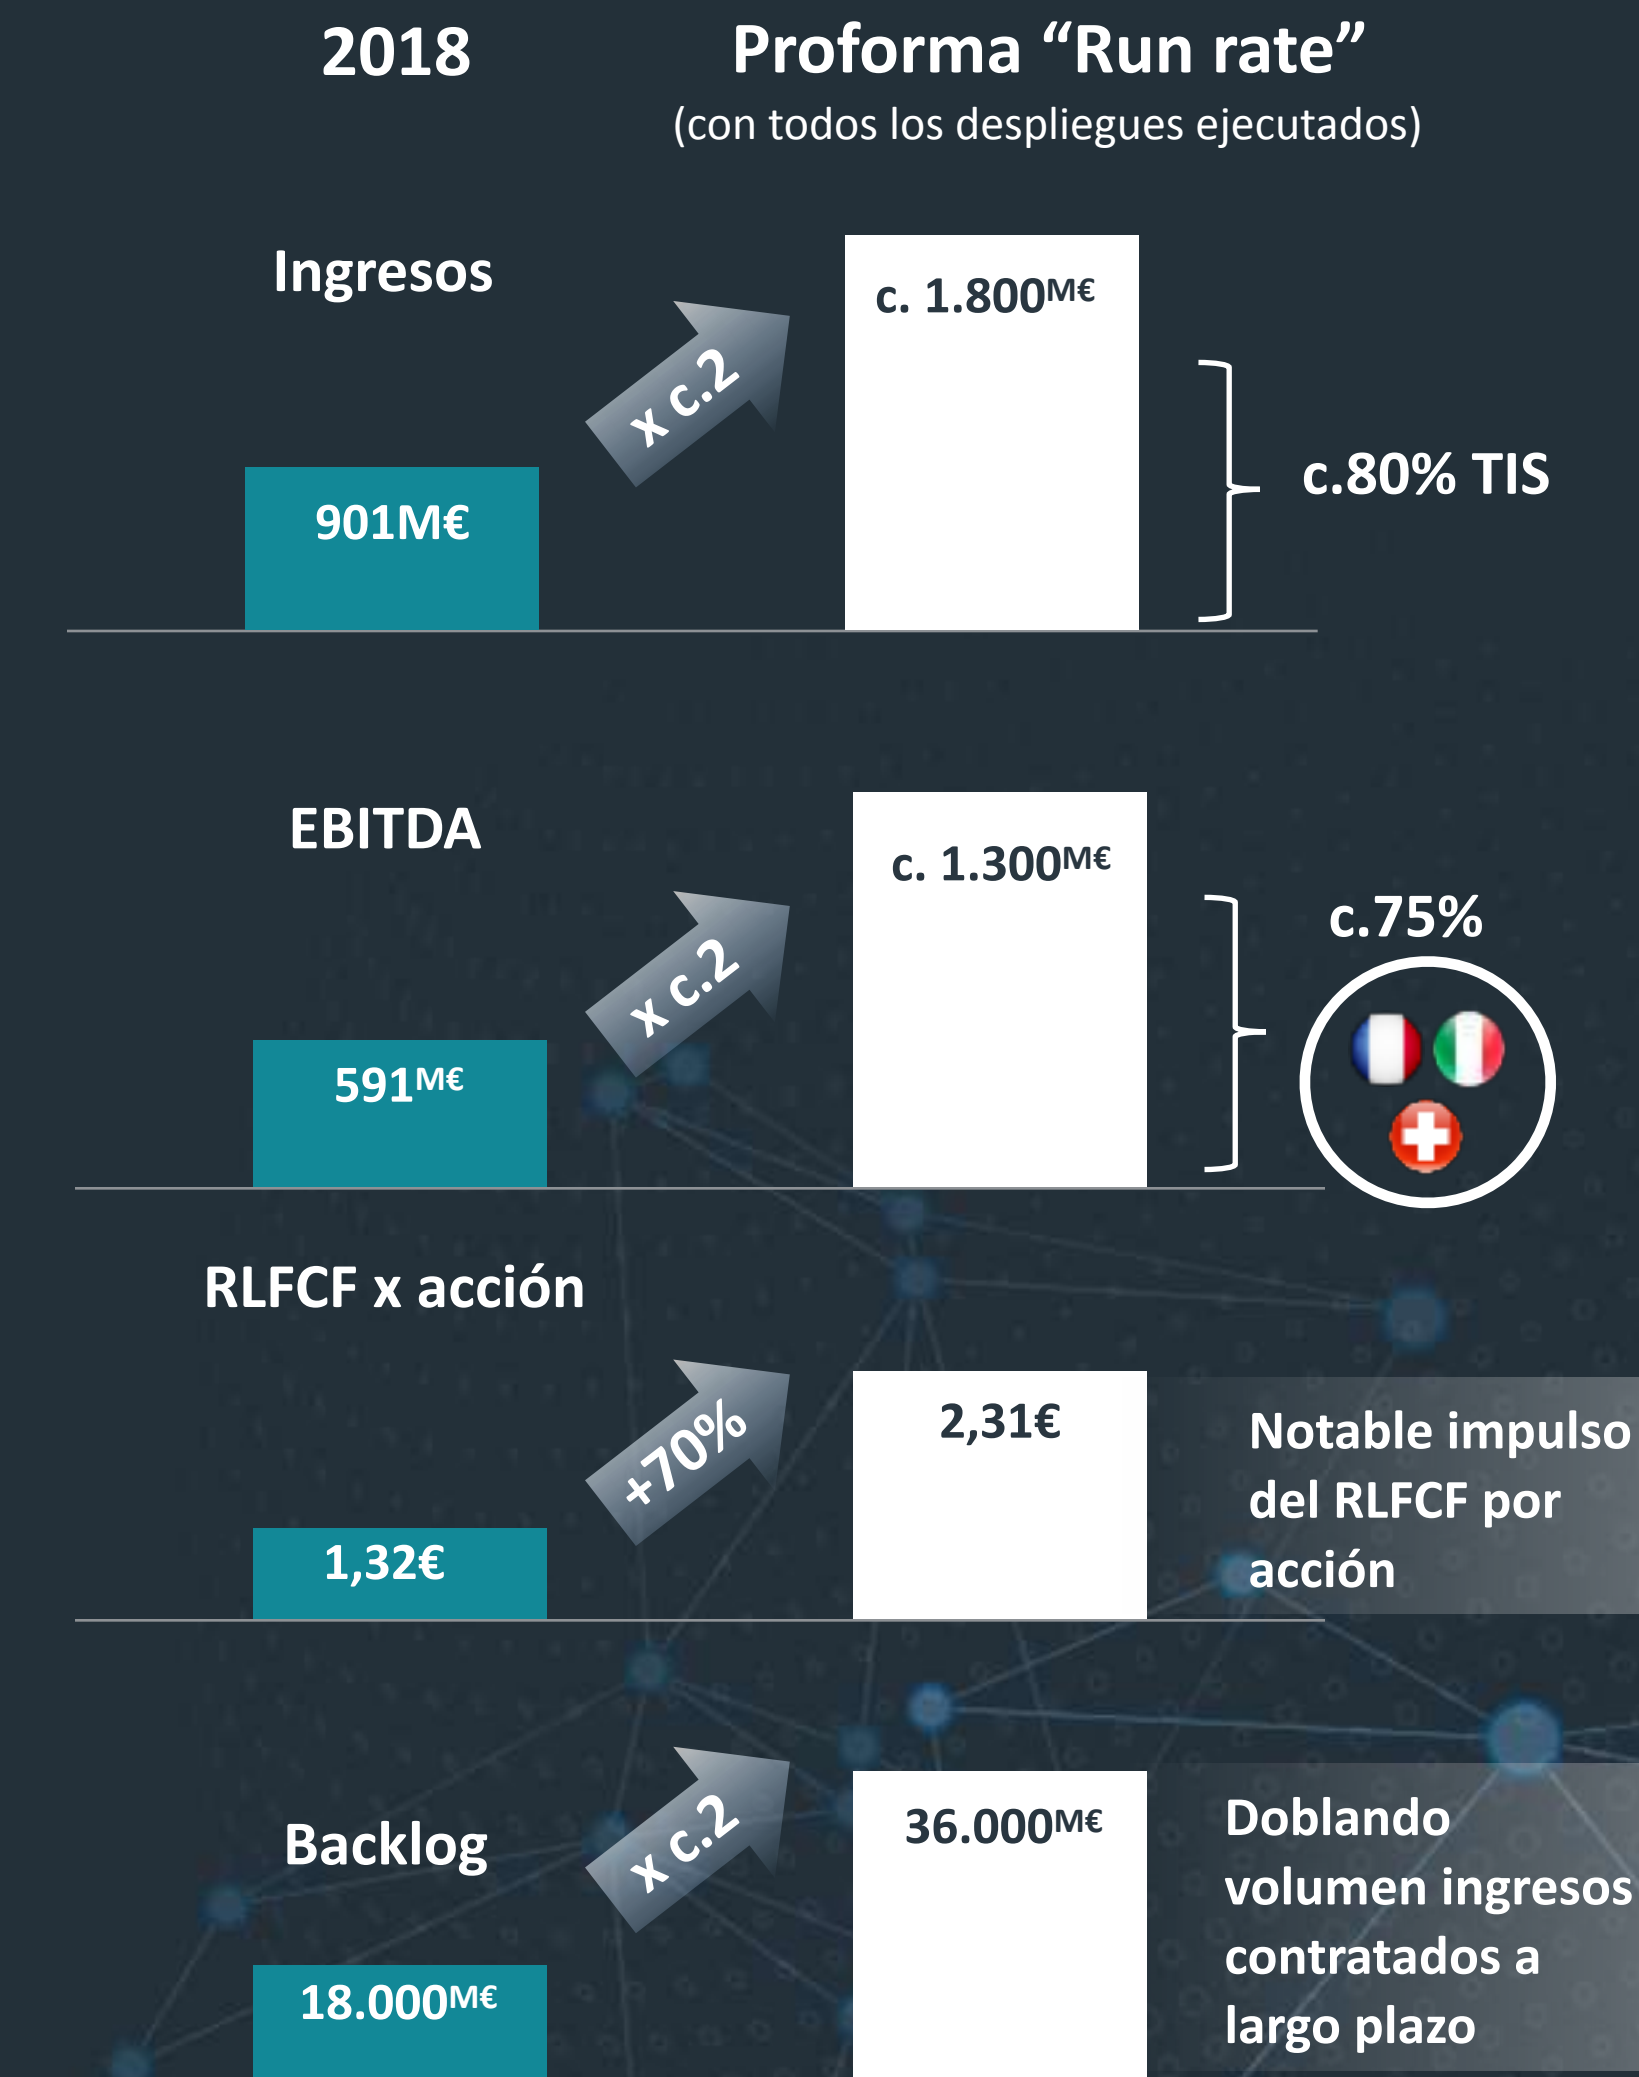 2018
Proforma “Run rate”
(con todos los despliegues ejecutados)
Ingresos
c. 1.800M€
x c.2
901M€
c.80% TIS
EBITDA
c. 1.300M€
x c.2
591M€
c.75%
RLFCF x acción
+70%
2,31€
1,32€
Notable impulso
del RLFCF por
acción
Backlog
x c.2
36.000M€
18.000M€
Doblando
volumen ingresos
contratados a
largo plazo